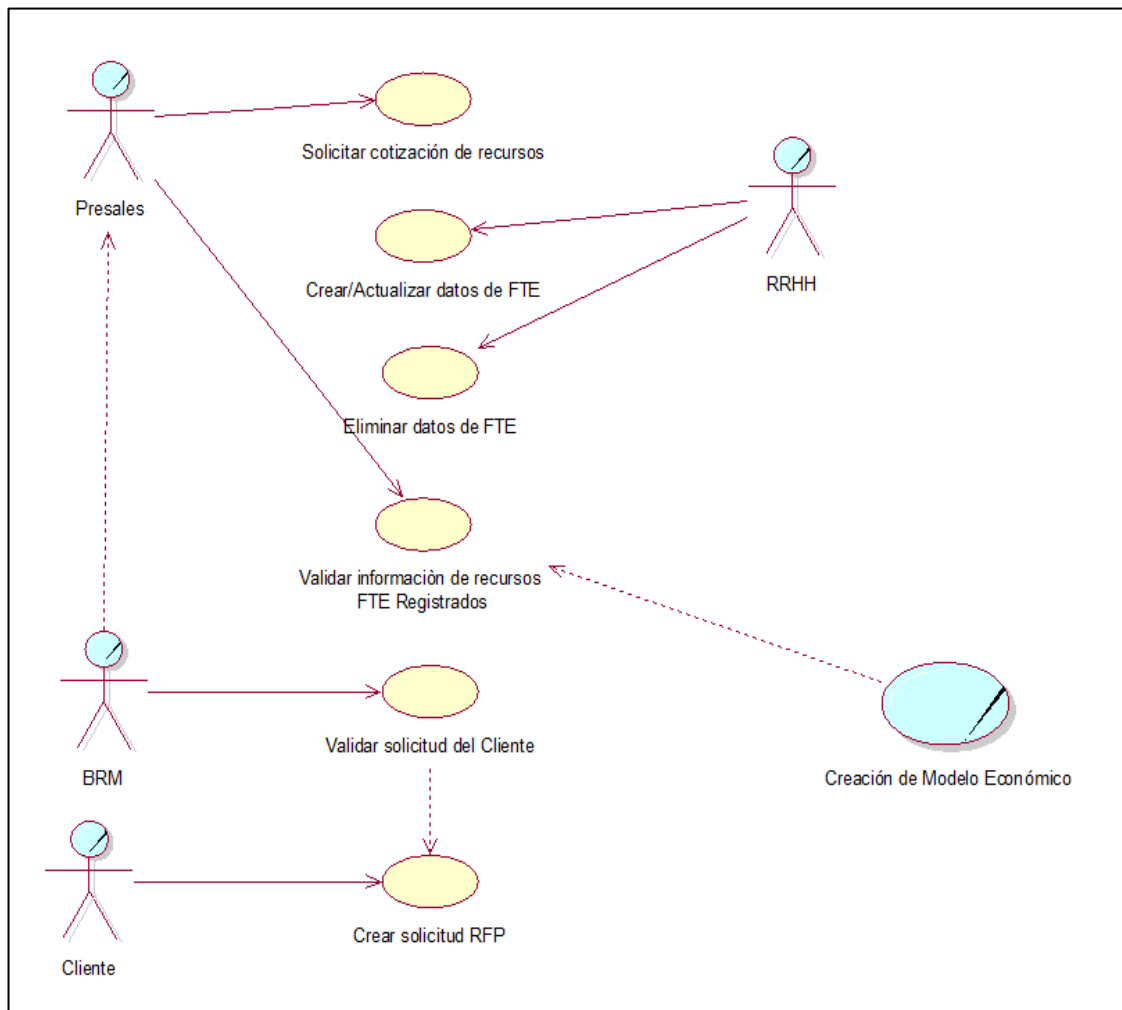 Presales
Solicitar cotización de recursos
RRHH
Crear/Actualizar datos de FTE
Eliminar datos de FTE
Validar informaciòn de recursos
FTE Registrados
BRM
Validar solicitud del Cliente
Creación de Modelo Económico
Cliente
Crear solicitud RFP